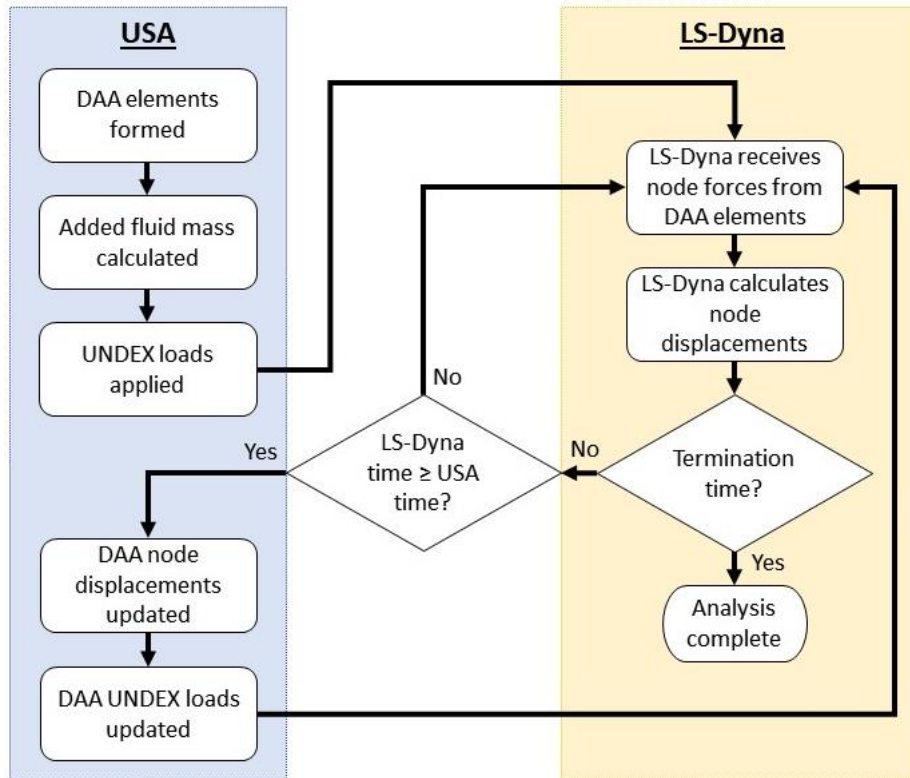 USA
DAA elements
formed
Added fluid mass
calculated
UNDEX loads
applied
Yes
DAA node
displacements
updated
DAA UNDEX loads
updated
No
LS-Dyna
time ≥ USA
time?
No
LS-Dyna
LS-Dyna receives
node forces from
DAA elements
LS-Dyna calculates
node
displacements
Termination
time?
Yes
Analysis
complete